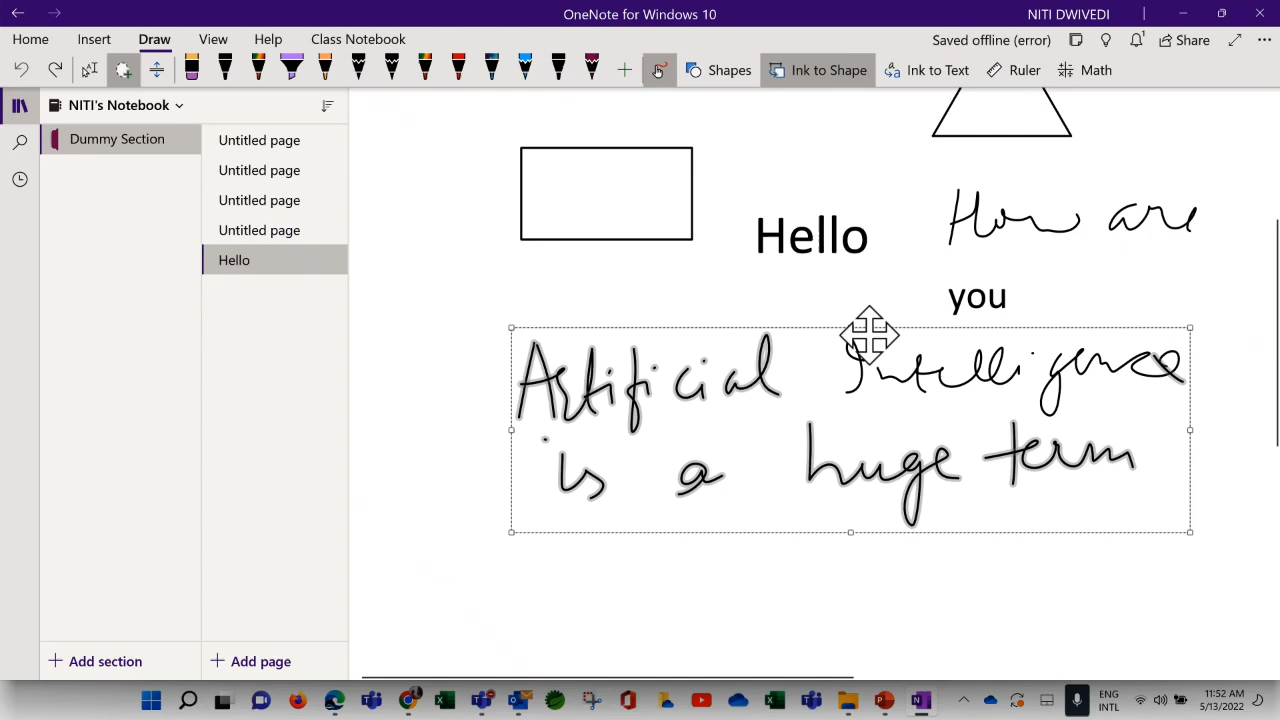 OneNote for Windows 10
NITI DWIVEDI
Home Insert Draw View Help Class Notebook
Saved offline (error)
Share
Shapes
Ink to Shape
Ink to Text
Ruler
Math
NITI's Notebook
Dummy Section
Untitled page
Untitled page
Untitled page
Untitled page
Hello
Hello
How are
you
Artificial Intelligence
is a huge term
Add section
Add page
ENG
INTL
11:52 AM
5/13/2022